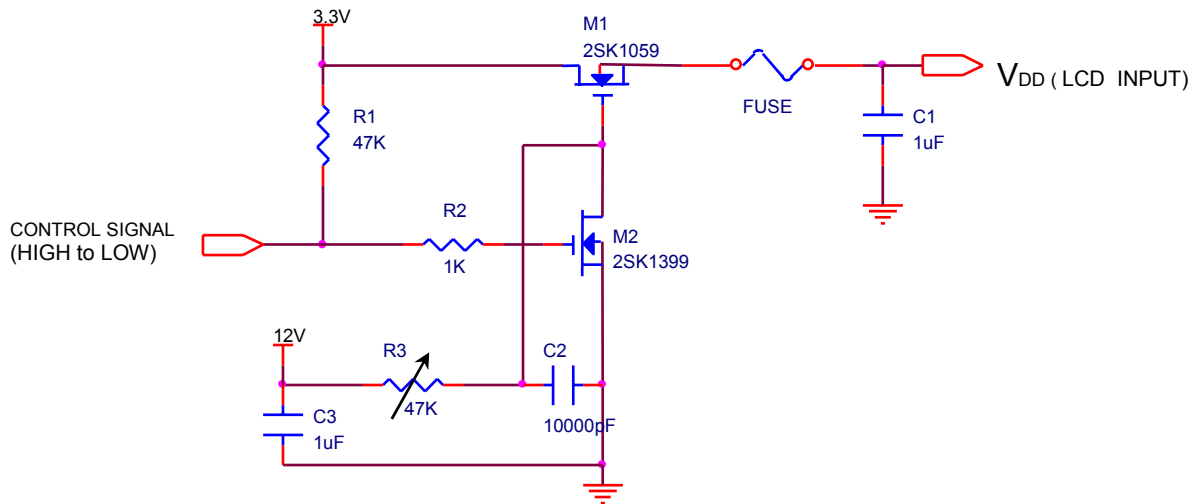 3.3V
M1
2SK1059
FUSE
VDD ( LCD INPUT)
R1
47K
C1
1uF
CONTROL SIGNAL
(HIGH to LOW)
R2
1K
M2
2SK1399
12V
R3
47K
C2
10000pF
C3
1uF